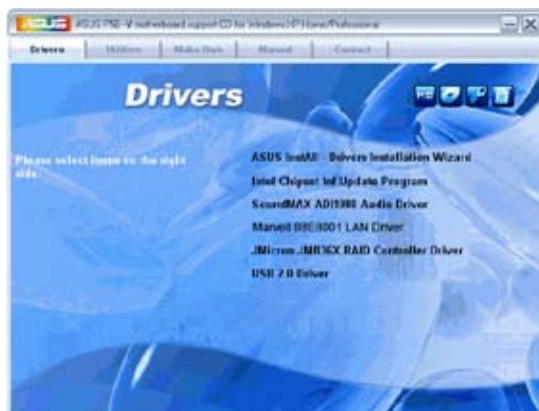 ASUS P5B-V motherboard support CD for Windows XP Home/Professional
Drivers Utilities Make Disk Manual Contact
Drivers
Please select items on the right side.
ASUS InstAll - Drivers Installation Wizard
Intel Chipset Inf Update Program
SoundMAX ADI1988 Audio Driver
Marvell 88E8001 LAN Driver
JMicron JMB36X RAID Controller Driver
USB 2.0 Driver